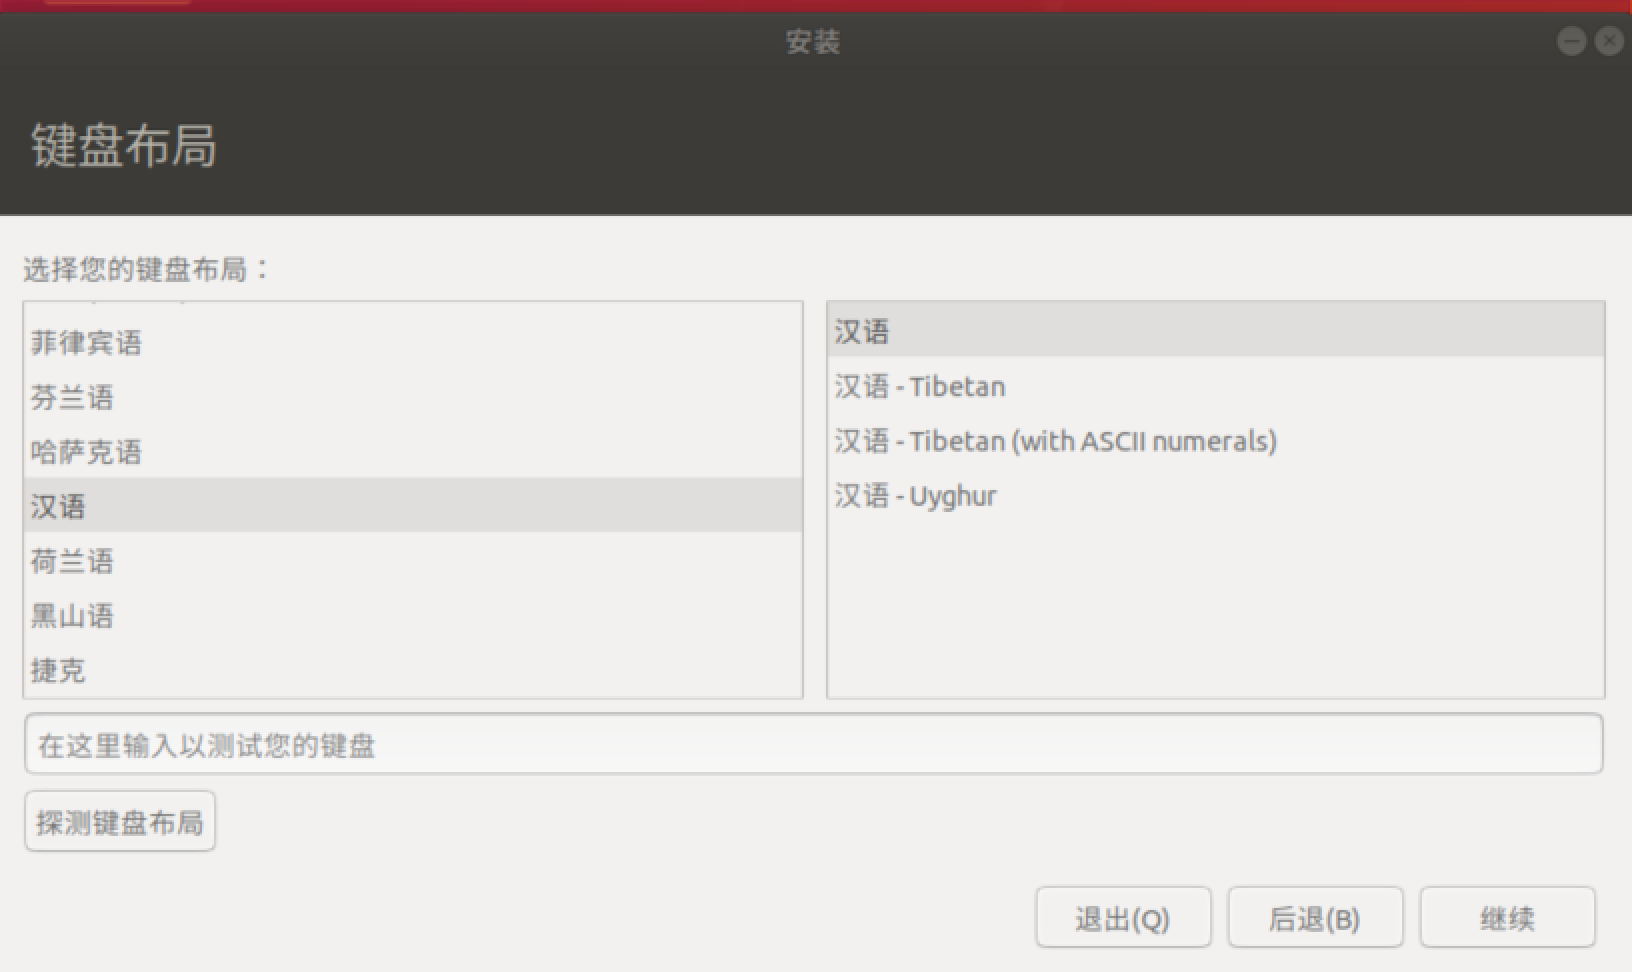 安装
键盘布局
选择您的键盘布局：
菲律宾语
芬兰语
哈萨克语
汉语
荷兰语
黑山语
捷克
汉语
汉语 - Tibetan
汉语 - Tibetan (with ASCII numerals)
汉语 - Uyghur
在这里输入以测试您的键盘
探测键盘布局
退出(Q)
后退(B)
继续